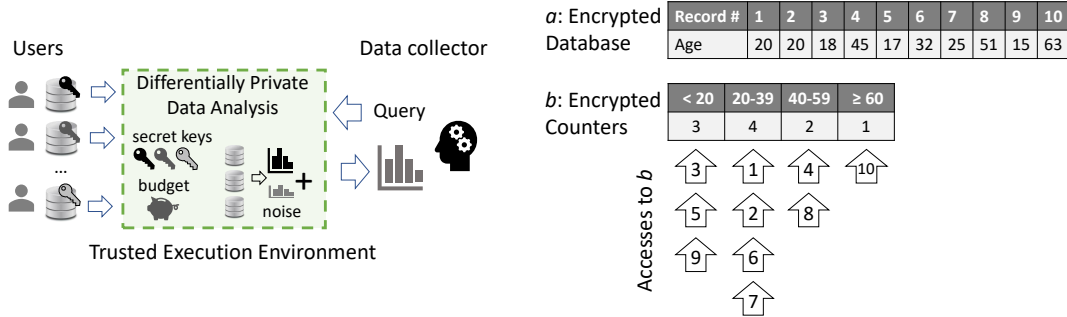 Users
Data collector
Differentially Private
Data Analysis
secret keys
budget
noise
...
Query
Trusted Execution Environment
a: Encrypted
Database
Record # 1 2 3 4 5 6 7 8 9 10
Age 20 20 18 45 17 32 25 51 15 63
b: Encrypted
Counters
< 20 20-39 40-59 ≥ 60
3 4 2 1
Accesses to b
3 1 4 10
5 2 8
9 6
7